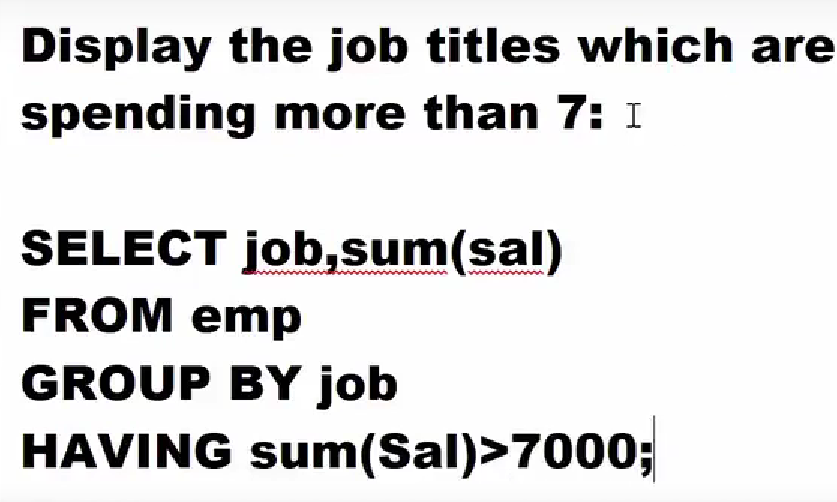 Display the job titles which are
spending more than 7:
SELECT job,sum(sal)
FROM emp
GROUP BY job
HAVING sum(Sal)>7000;